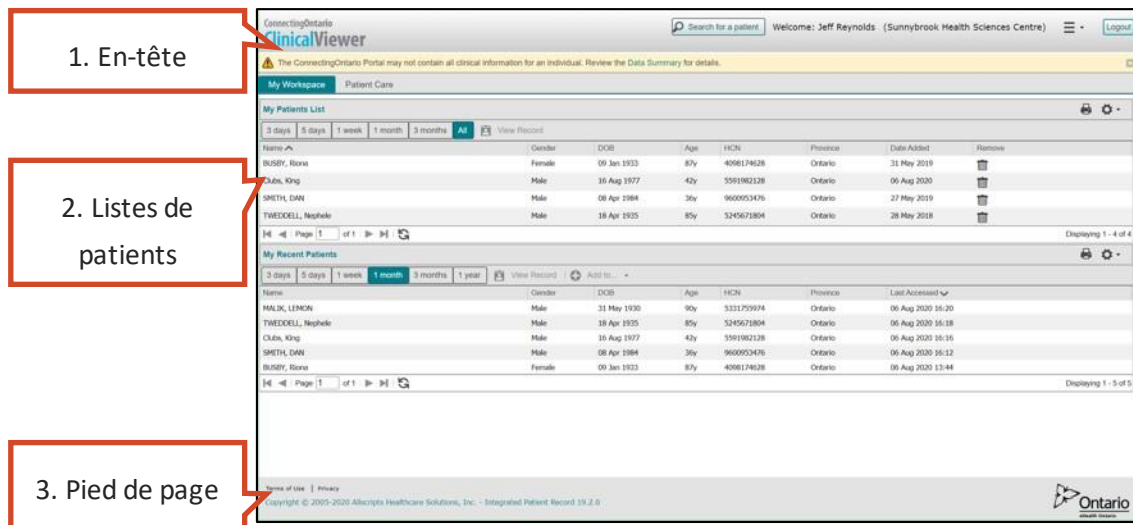 1. En-tête
2. Listes de
patients
3. Pied de page
ConnectingOntario
ClinicalViewer
Search for a patient
Welcome: Jeff Reynolds (Sunnybrook Health Sciences Centre)
Logout
The ConnectingOntario Portal may not contain all clinical information for an individual. Review the Data Summary for details.
My Workspace Patient Care
My Patients List
3 days 5 days 1 week 1 month 3 months All View Record
Name Gender DOB Age HCN Province Date Added Remove
BUSBY, Riona Female 09 Jan 1933 87y 4098174628 Ontario 31 May 2019
Clubs, King Male 16 Aug 1977 42y 5591982128 Ontario 06 Aug 2020
SMITH, DAN Male 08 Apr 1984 36y 9600953476 Ontario 27 May 2019
TWEDDELL, Nephele Male 18 Apr 1935 85y 5245671804 Ontario 28 May 2018
Page 1 of 1 Displaying 1 - 4 of 4
My Recent Patients
3 days 5 days 1 week 1 month 3 months 1 year View Record Add to...
Name Gender DOB Age HCN Province Last Accessed
MALIK, LEMON Male 31 May 1930 90y 5331755974 Ontario 06 Aug 2020 16:20
TWEDDELL, Nephele Male 18 Apr 1935 85y 5245671804 Ontario 06 Aug 2020 16:18
Clubs, King Male 16 Aug 1977 42y 5591982128 Ontario 06 Aug 2020 16:16
SMITH, DAN Male 08 Apr 1984 36y 9600953476 Ontario 06 Aug 2020 16:12
BUSBY, Riona Female 09 Jan 1933 87y 4098174628 Ontario 06 Aug 2020 13:44
Page 1 of 1 Displaying 1 - 5 of 5
Terms of Use | Privacy
Copyright © 2005-2020 Allscripts Healthcare Solutions, Inc. - Integrated Patient Record 19.2.0
Ontario
eHealth Ontario